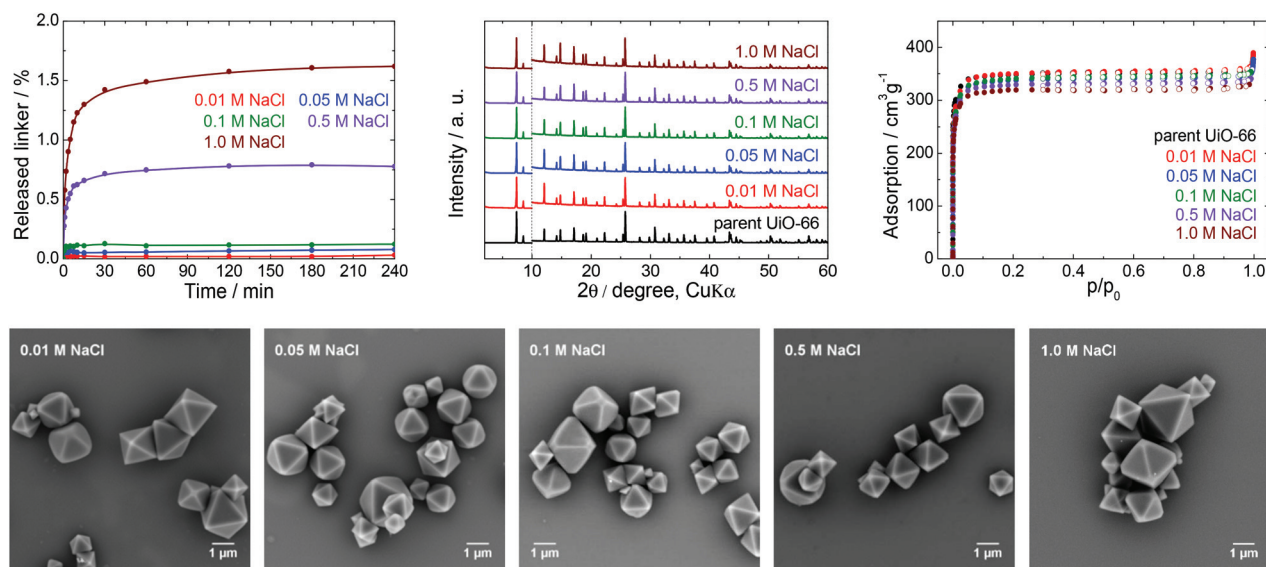 2.0
1.5
1.0
0.5
0.0
Released linker / %
0.01 M NaCl 0.05 M NaCl
0.1 M NaCl 0.5 M NaCl
1.0 M NaCl
0 30 60 90 120 150 180 210 240
Time / min
Intensity / a. u.
1.0 M NaCl
0.5 M NaCl
0.1 M NaCl
0.05 M NaCl
0.01 M NaCl
parent UiO-66
10 20 30 40 50 60
2θ / degree, CuKα
400
350
300
250
200
150
100
50
0
Adsorption / cm³g⁻¹
parent UiO-66
0.01 M NaCl
0.05 M NaCl
0.1 M NaCl
0.5 M NaCl
1.0 M NaCl
0.0 0.2 0.4 0.6 0.8 1.0
p/p₀
0.01 M NaCl
1 µm
0.05 M NaCl
1 µm
0.1 M NaCl
1 µm
0.5 M NaCl
1 µm
1.0 M NaCl
1 µm